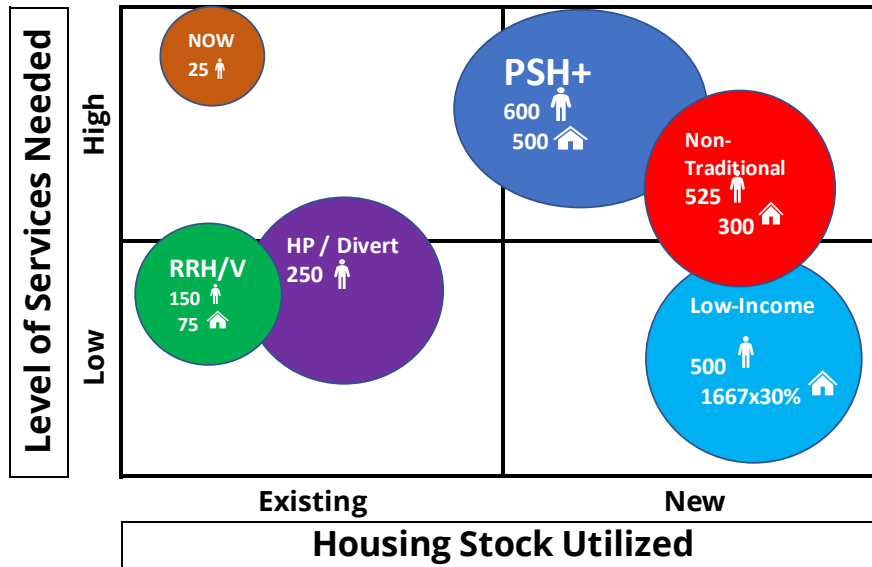 Level of Services Needed
High
Low
NOW
25
PSH+
600
500
Non-
Traditional
525
300
RRH/V
150
75
HP / Divert
250
Low-Income
500
1667x30%
Existing
New
Housing Stock Utilized